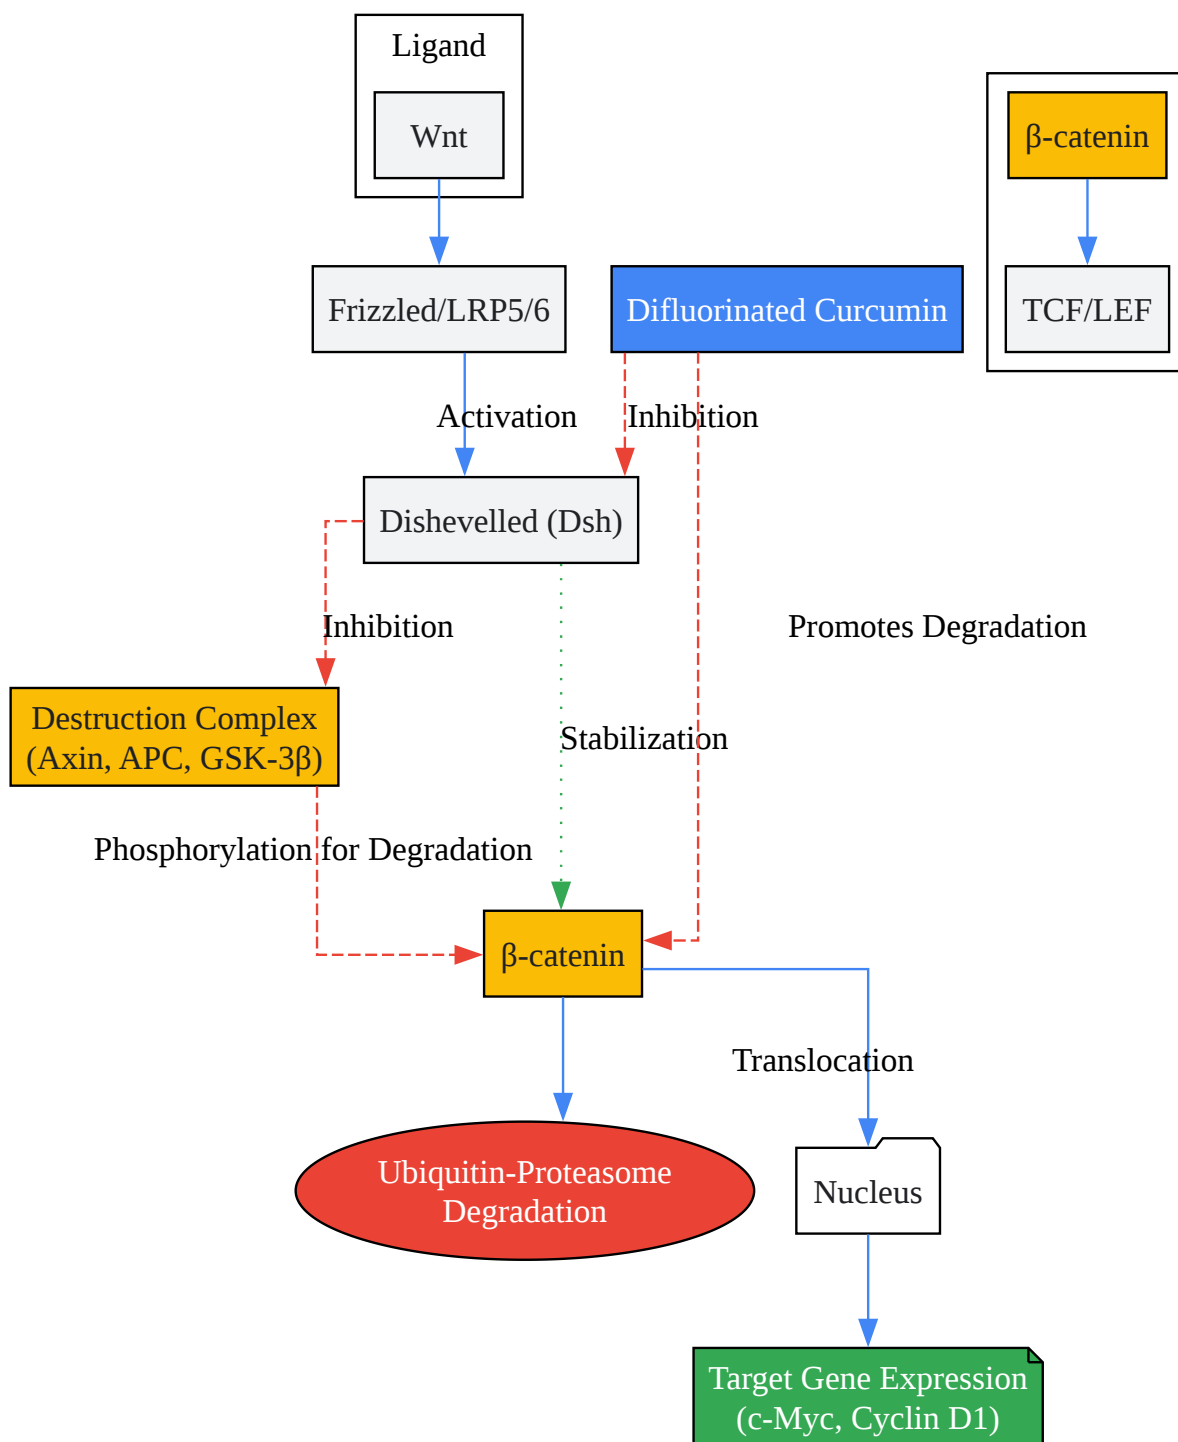 Ligand
Wnt
β-catenin
Frizzled/LRP5/6
Difluorinated Curcumin
TCF/LEF
Activation
Inhibition
Dishevelled (Dsh)
Inhibition
Promotes Degradation
Destruction Complex
(Axin, APC, GSK-3β)
Stabilization
Phosphorylation for Degradation
β-catenin
Translocation
Ubiquitin-Proteasome
Degradation
Nucleus
Target Gene Expression
(c-Myc, Cyclin D1)